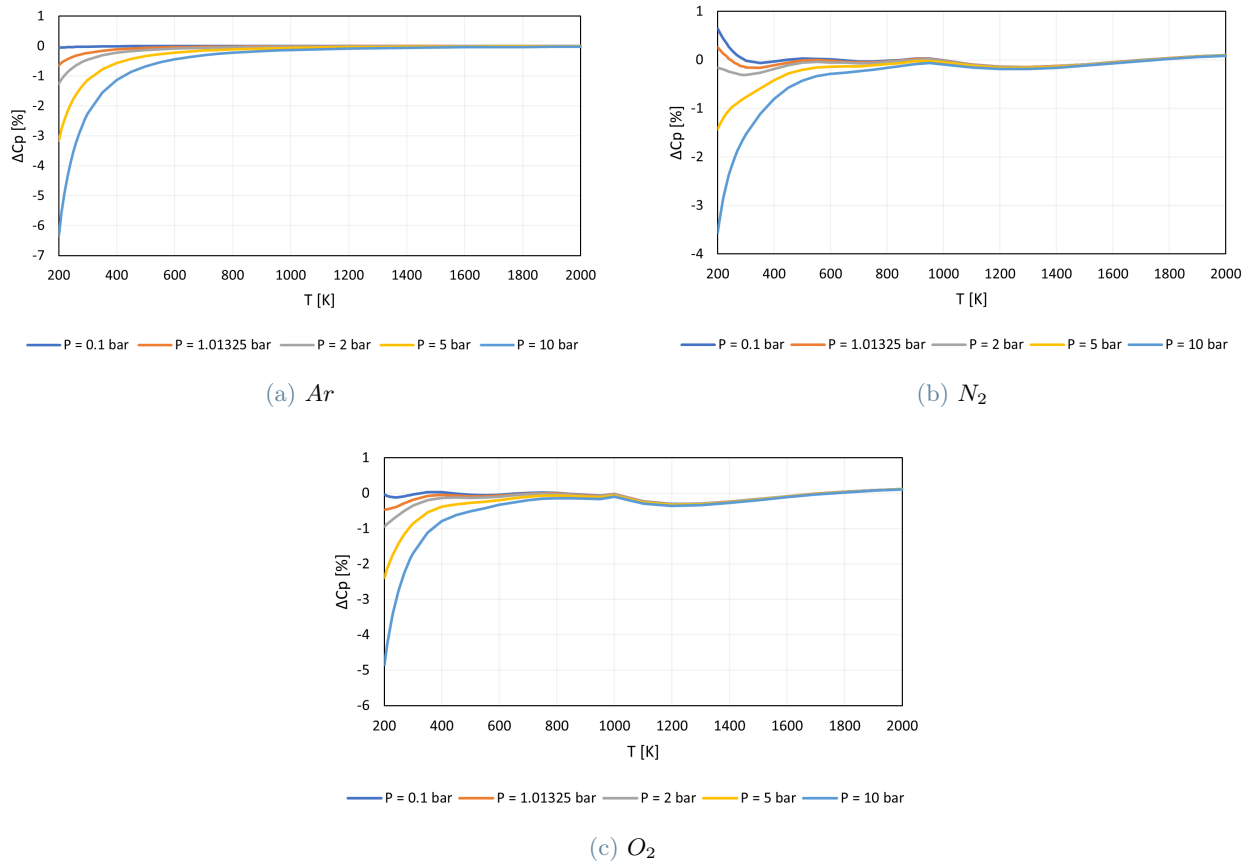 1
0
-1
-2
-3
-4
-5
-6
-7
ΔCp [%]
200 400 600 800 1000 1200 1400 1600 1800 2000
T [K]
P = 0.1 bar P = 1.01325 bar P = 2 bar P = 5 bar P = 10 bar
(a) Ar
1
0
-1
-2
-3
-4
ΔCp [%]
200 400 600 800 1000 1200 1400 1600 1800 2000
T [K]
P = 0.1 bar P = 1.01325 bar P = 2 bar P = 5 bar P = 10 bar
(b) N₂
1
0
-1
-2
-3
-4
-5
-6
ΔCp [%]
200 400 600 800 1000 1200 1400 1600 1800 2000
T [K]
P = 0.1 bar P = 1.01325 bar P = 2 bar P = 5 bar P = 10 bar
(c) O₂